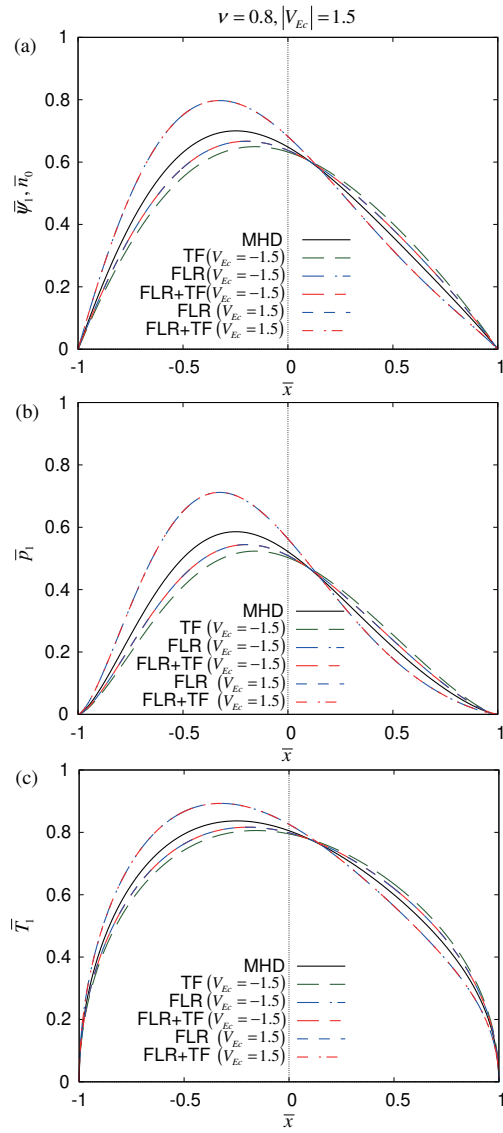 ν = 0.8, |V_Ec| = 1.5
(a)
1
0.8
0.6
0.4
0.2
0
ψ̅₁, n̅₀
MHD
TF (V_Ec = −1.5)
FLR (V_Ec = −1.5)
FLR+TF (V_Ec = −1.5)
FLR (V_Ec = 1.5)
FLR+TF (V_Ec = 1.5)
-1 -0.5 0 0.5 1
x̅
(b)
1
0.8
0.6
0.4
0.2
0
p̅₁
MHD
TF (V_Ec = −1.5)
FLR (V_Ec = −1.5)
FLR+TF (V_Ec = −1.5)
FLR (V_Ec = 1.5)
FLR+TF (V_Ec = 1.5)
-1 -0.5 0 0.5 1
x̅
(c)
1
0.8
0.6
0.4
0.2
0
T̅₁
MHD
TF (V_Ec = −1.5)
FLR (V_Ec = −1.5)
FLR+TF (V_Ec = −1.5)
FLR (V_Ec = 1.5)
FLR+TF (V_Ec = 1.5)
-1 -0.5 0 0.5 1
x̅